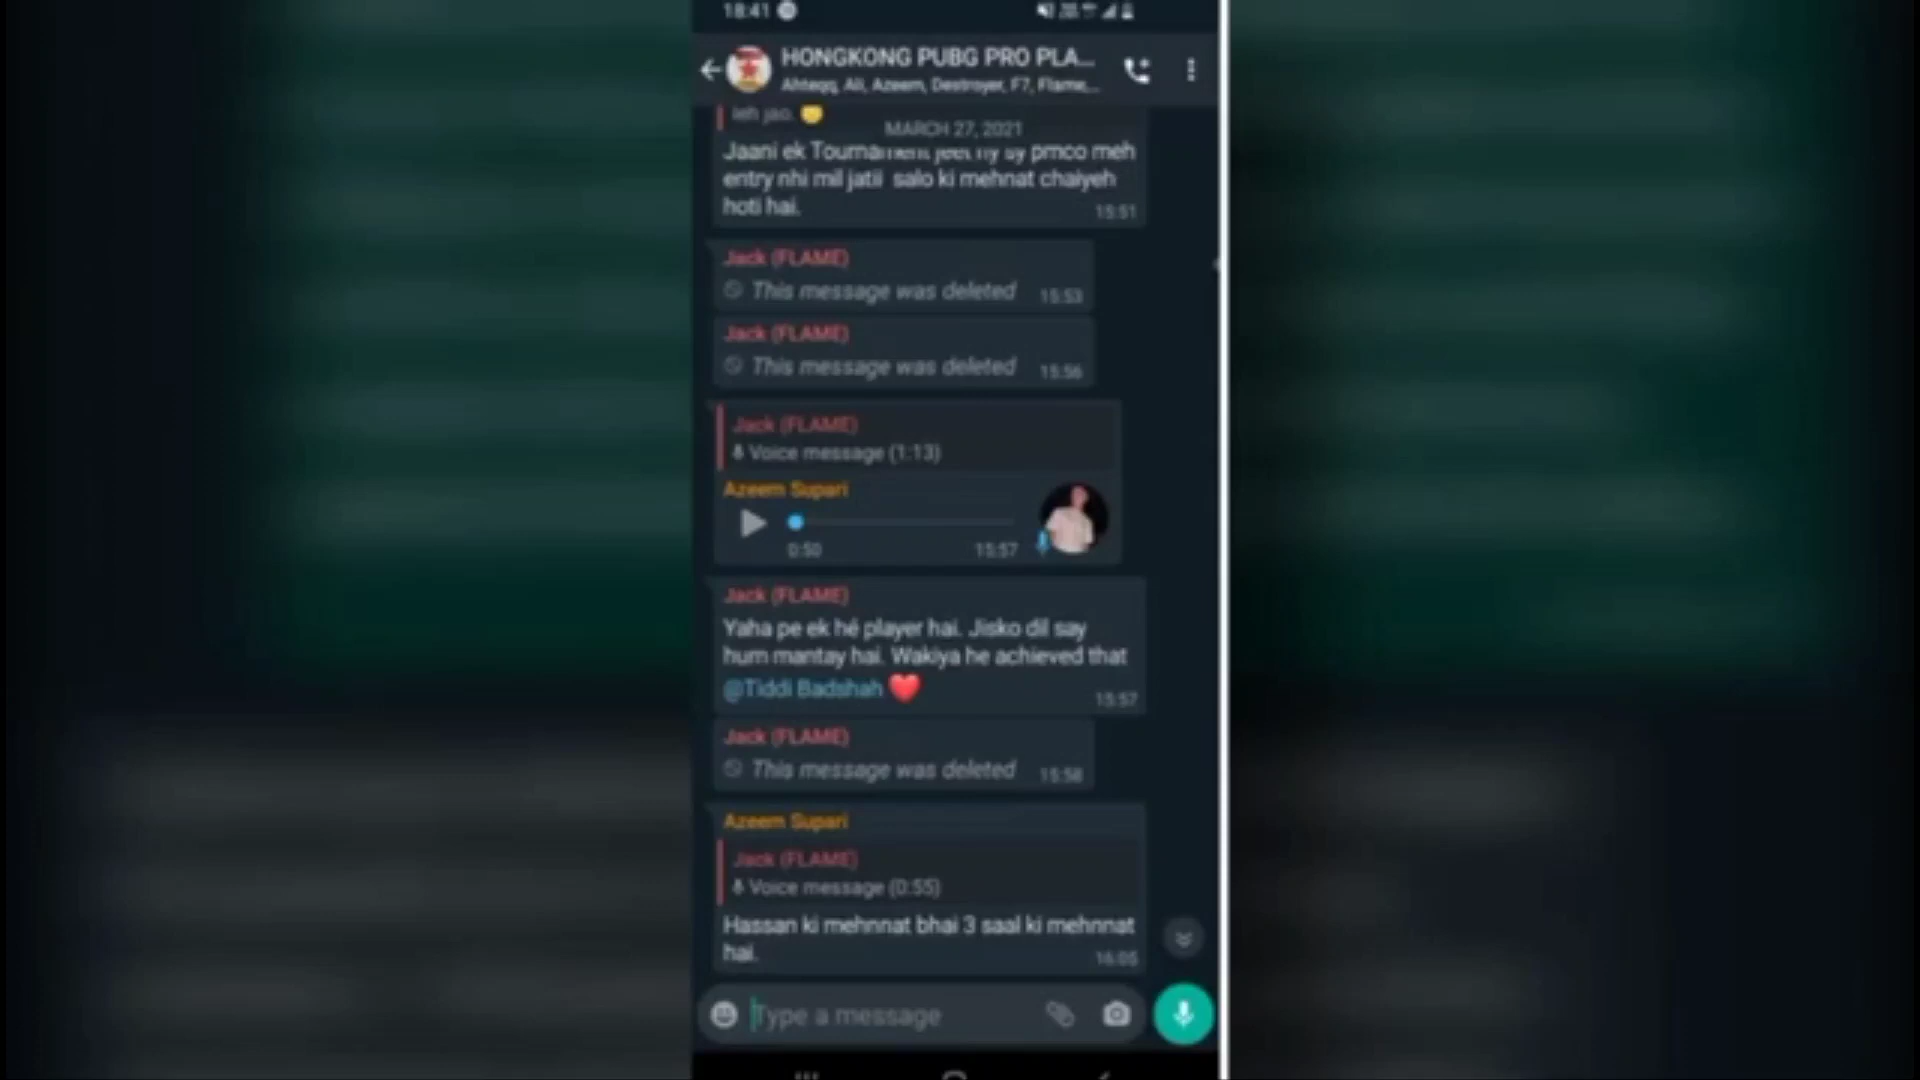 18:41
HONGKONG PUBG PRO PLA...
Ahteqq, Ali, Azeem, Destroyer, F7, Flame,...
leh jao.
MARCH 27, 2021
Jaani ek Tournament jeet ny sy pmco meh
entry nhi mil jatii salo ki mehnat chaiyeh
hoti hai.
15:51
Jack (FLAME)
This message was deleted
15:53
Jack (FLAME)
This message was deleted
15:56
Jack (FLAME)
Voice message (1:13)
Azeem Supari
0:50
15:57
Jack (FLAME)
Yaha pe ek hé player hai. Jisko dil say
hum mantay hai. Wakiya he achieved that
@Tiddi Badshah ❤
15:57
Jack (FLAME)
This message was deleted
15:58
Azeem Supari
Jack (FLAME)
Voice message (0:55)
Hassan ki mehnnat bhai 3 saal ki mehnnat
hai.
16:05
Type a message